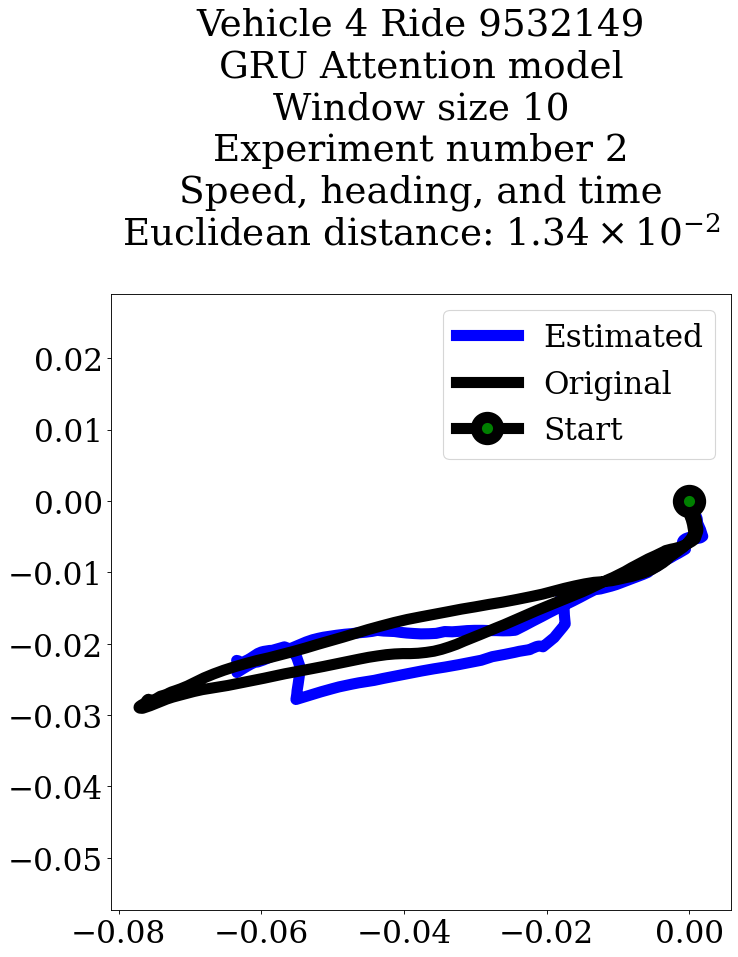 Vehicle 4 Ride 9532149
GRU Attention model
Window size 10
Experiment number 2
Speed, heading, and time
Euclidean distance: 1.34 × 10⁻²
Estimated
Original
Start
0.02
0.01
0.00
−0.01
−0.02
−0.03
−0.04
−0.05
−0.08 −0.06 −0.04 −0.02 0.00